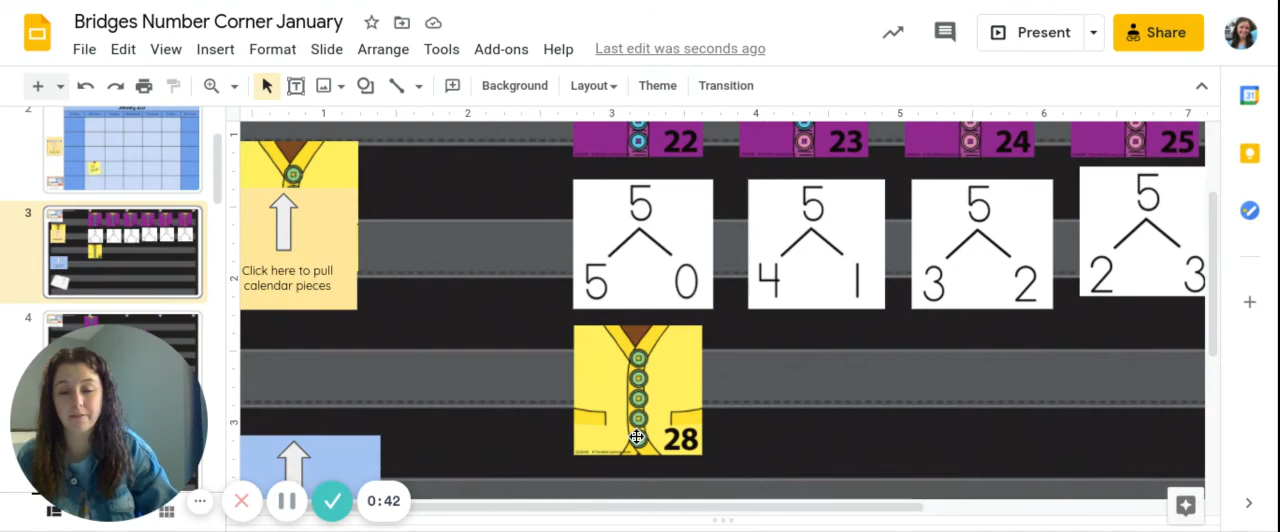 Bridges Number Corner January
File Edit View Insert Format Slide Arrange Tools Add-ons Help Last edit was seconds ago
Present
Share
Background Layout Theme Transition
1 2 3 4 5 6 7
2
3
4
1
2
3
22 23 24 25
5 5 5 5
5 0 4 1 3 2 2 3
Click here to pull
calendar pieces
28
0:42